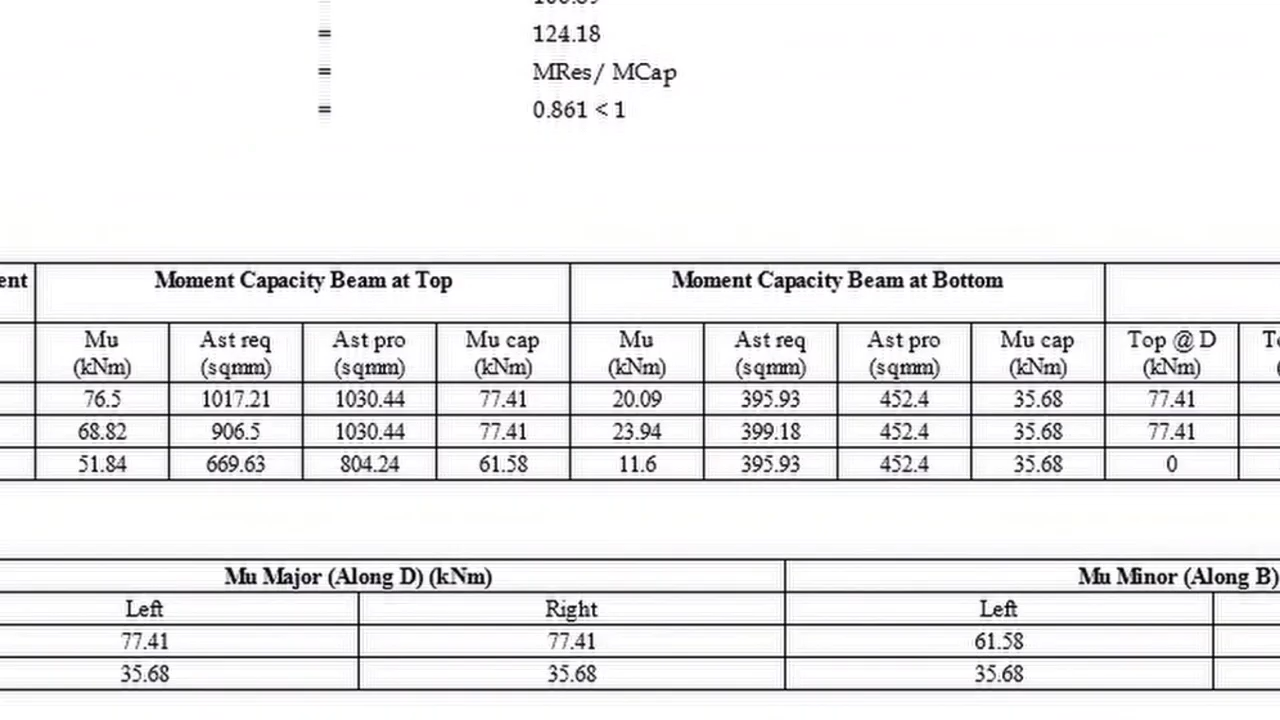 = 124.18
= MRes/ MCap
= 0.861 < 1
ent Moment Capacity Beam at Top Moment Capacity Beam at Bottom
Mu (kNm) Ast req (sqmm) Ast pro (sqmm) Mu cap (kNm) Mu (kNm) Ast req (sqmm) Ast pro (sqmm) Mu cap (kNm) Top @ D (kNm)
76.5 1017.21 1030.44 77.41 20.09 395.93 452.4 35.68 77.41
68.82 906.5 1030.44 77.41 23.94 399.18 452.4 35.68 77.41
51.84 669.63 804.24 61.58 11.6 395.93 452.4 35.68 0
Mu Major (Along D) (kNm) Mu Minor (Along B)
Left Right Left
77.41 77.41 61.58
35.68 35.68 35.68